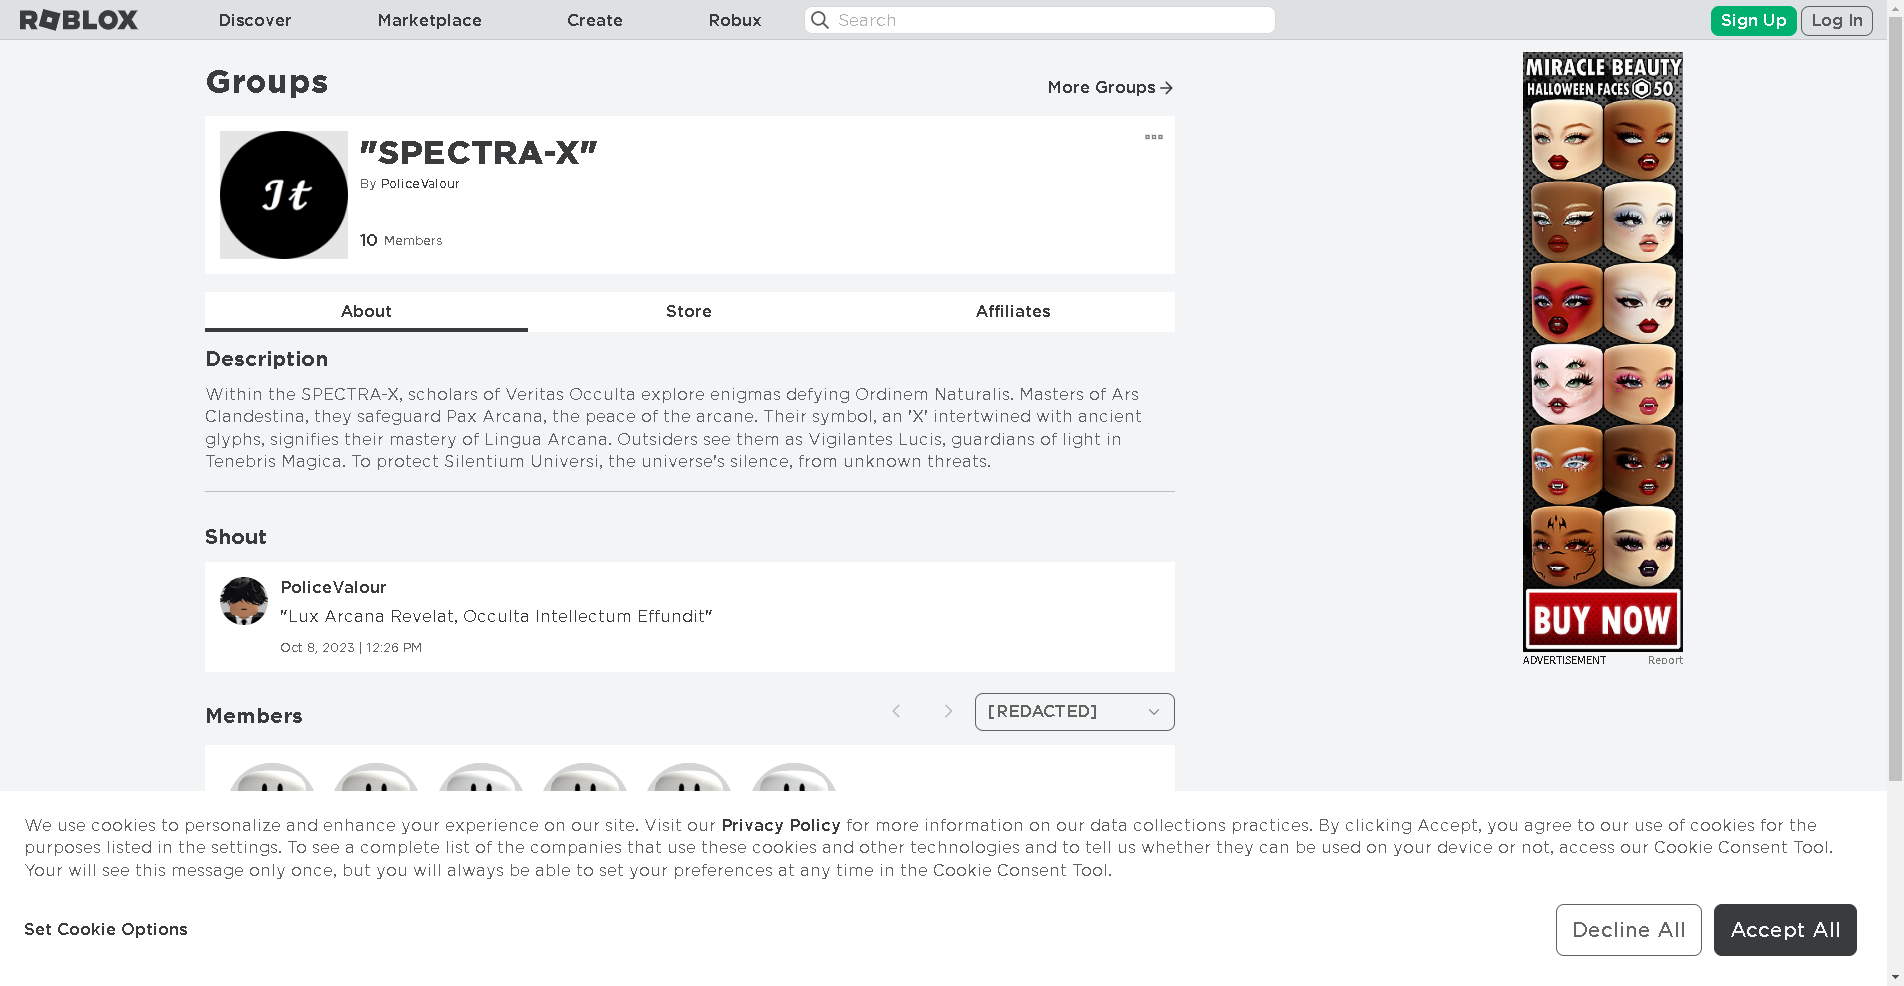 ROBLOX
Discover
Marketplace
Create
Robux
Search
Sign Up
Log In
Groups
More Groups
It
"SPECTRA-X"
By PoliceValour
10 Members
About
Store
Affiliates
Description
Within the SPECTRA-X, scholars of Veritas Occulta explore enigmas defying Ordinem Naturalis. Masters of Ars
Clandestina, they safeguard Pax Arcana, the peace of the arcane. Their symbol, an 'X' intertwined with ancient
glyphs, signifies their mastery of Lingua Arcana. Outsiders see them as Vigilantes Lucis, guardians of light in
Tenebris Magica. To protect Silentium Universi, the universe's silence, from unknown threats.
Shout
PoliceValour
"Lux Arcana Revelat, Occulta Intellectum Effundit"
Oct 8, 2023 | 12:26 PM
Members
[REDACTED]
MIRACLE BEAUTY
HALLOWEEN FACES 50
BUY NOW
ADVERTISEMENT
Report
We use cookies to personalize and enhance your experience on our site. Visit our Privacy Policy for more information on our data collections practices. By clicking Accept, you agree to our use of cookies for the
purposes listed in the settings. To see a complete list of the companies that use these cookies and other technologies and to tell us whether they can be used on your device or not, access our Cookie Consent Tool.
Your will see this message only once, but you will always be able to set your preferences at any time in the Cookie Consent Tool.
Set Cookie Options
Decline All
Accept All